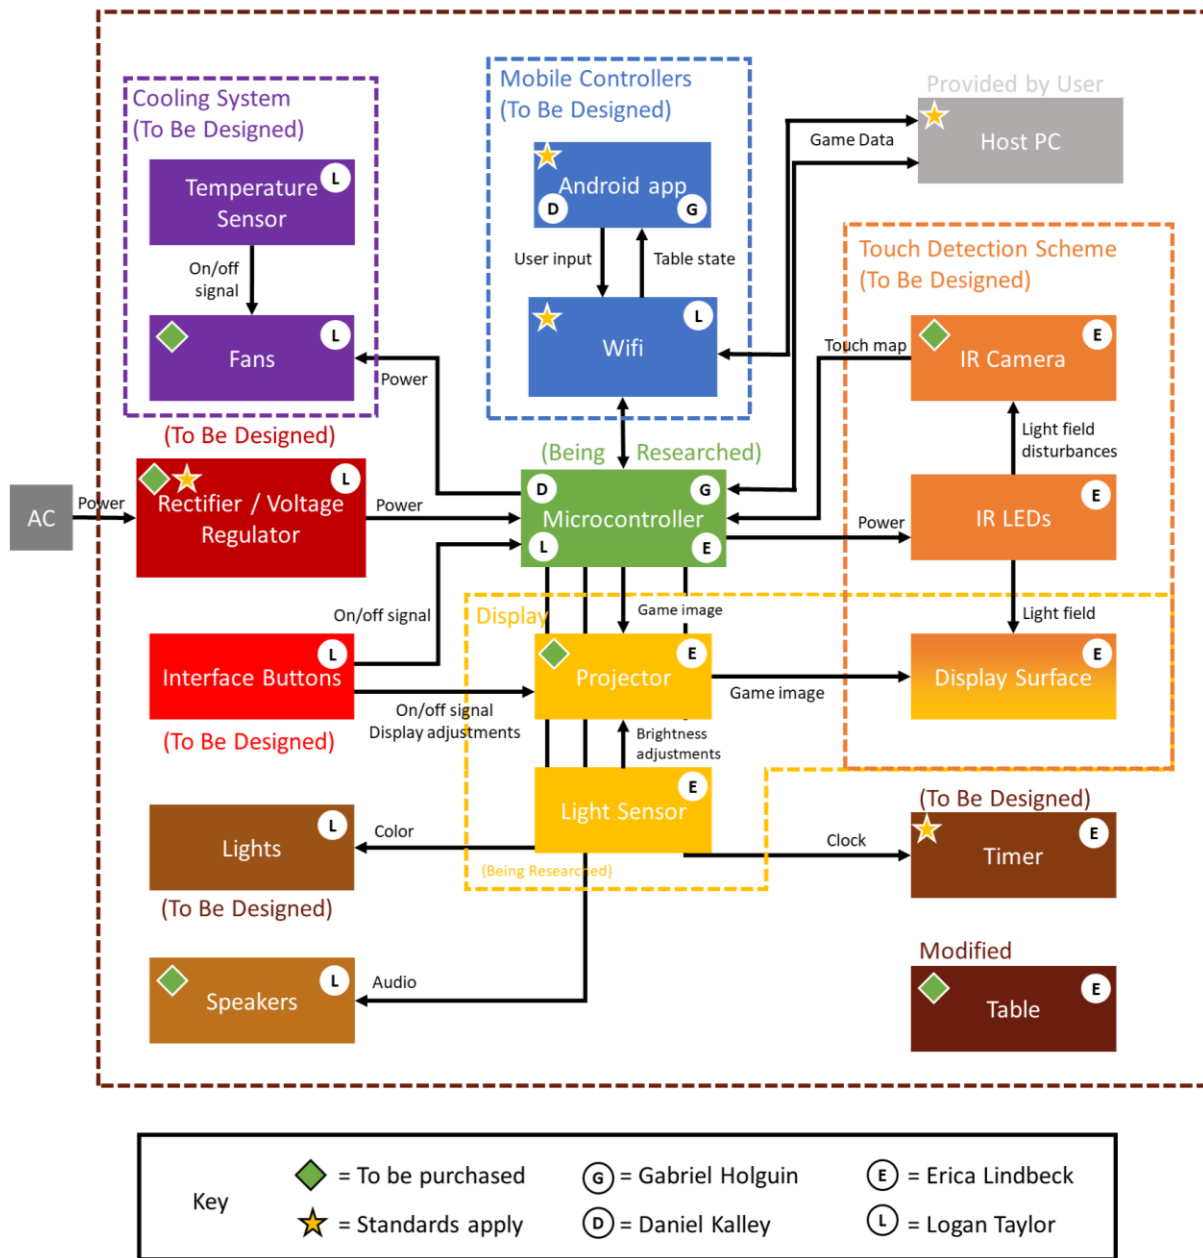 Cooling System
(To Be Designed)
Temperature
Sensor
L
On/off
signal
Fans
L
Mobile Controllers
(To Be Designed)
Android app
D
G
User input
Table state
Wifi
L
Provided by User
Host PC
Game Data
Touch Detection Scheme
(To Be Designed)
IR Camera
E
Touch map
Light field
disturbances
IR LEDs
E
Light field
Display Surface
E
Power
(To Be Designed)
AC
Power
Rectifier / Voltage
Regulator
L
Power
(Being Researched)
Microcontroller
D
G
L
E
Power
On/off signal
Interface Buttons
L
(To Be Designed)
On/off signal
Display adjustments
Display
Game image
Projector
E
Game image
Brightness
adjustments
Light Sensor
E
(Being Researched)
Lights
L
Color
(To Be Designed)
Speakers
L
Audio
(To Be Designed)
Clock
Timer
E
Modified
Table
E
Key
= To be purchased
= Standards apply
G = Gabriel Holguin
D = Daniel Kalley
E = Erica Lindbeck
L = Logan Taylor